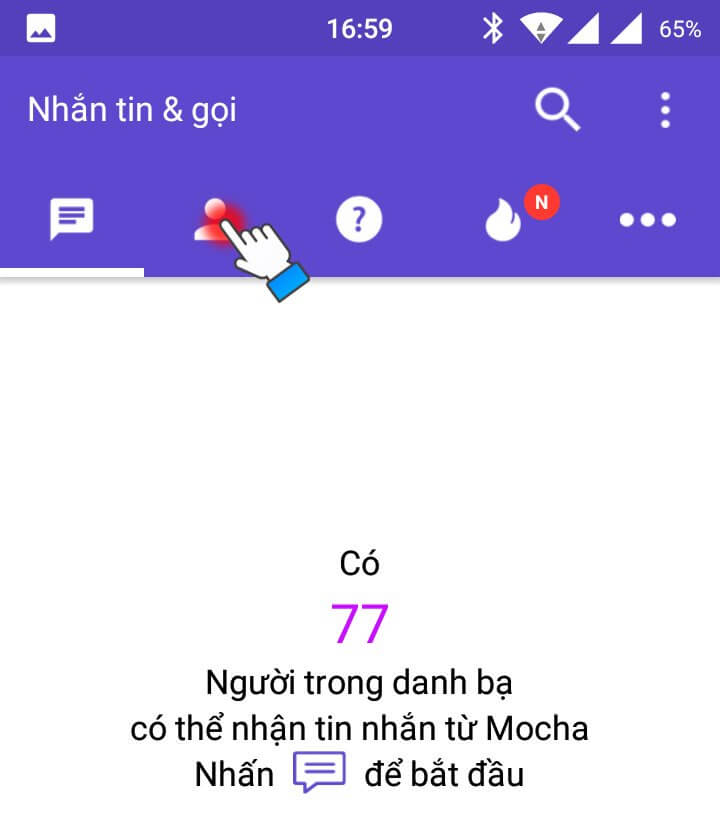 16:59
65%
Nhắn tin & gọi
?
N
Có
77
Người trong danh bạ
có thể nhận tin nhắn từ Mocha
Nhấn để bắt đầu